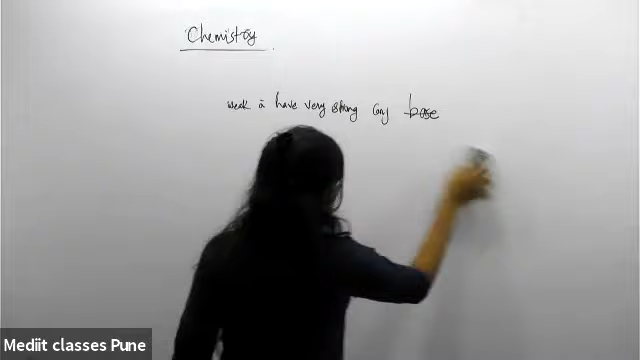 Chemistry
weak a have very strong Conj base
Mediit classes Pune